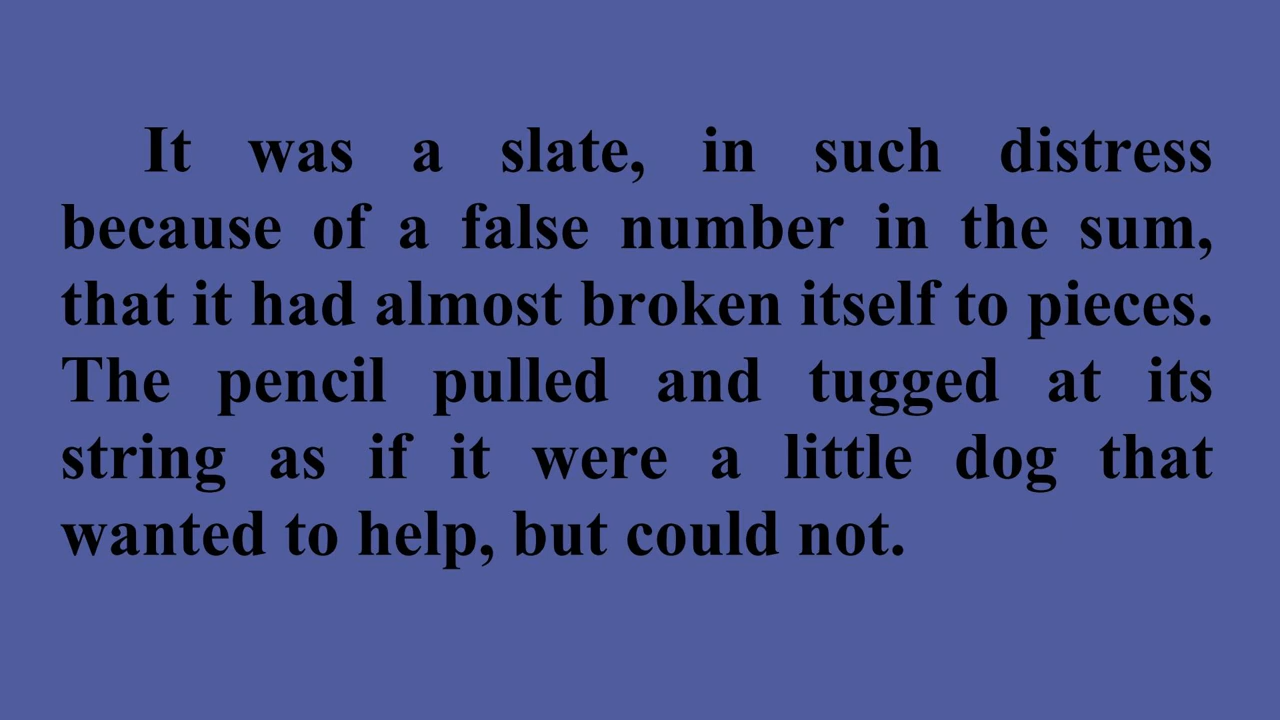 It was a slate, in such distress
because of a false number in the sum,
that it had almost broken itself to pieces.
The pencil pulled and tugged at its
string as if it were a little dog that
wanted to help, but could not.